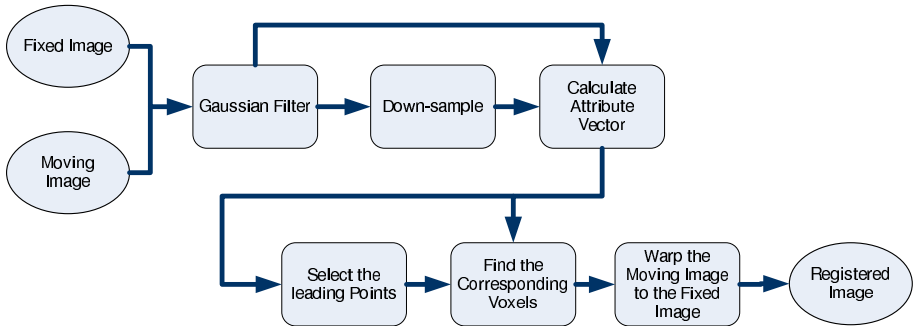 Fixed Image
Gaussian Filter
Down-sample
Calculate
Attribute
Vector
Moving
Image
Select the
leading Points
Find the
Corresponding
Voxels
Warp the
Moving Image
to the Fixed
Image
Registered
Image